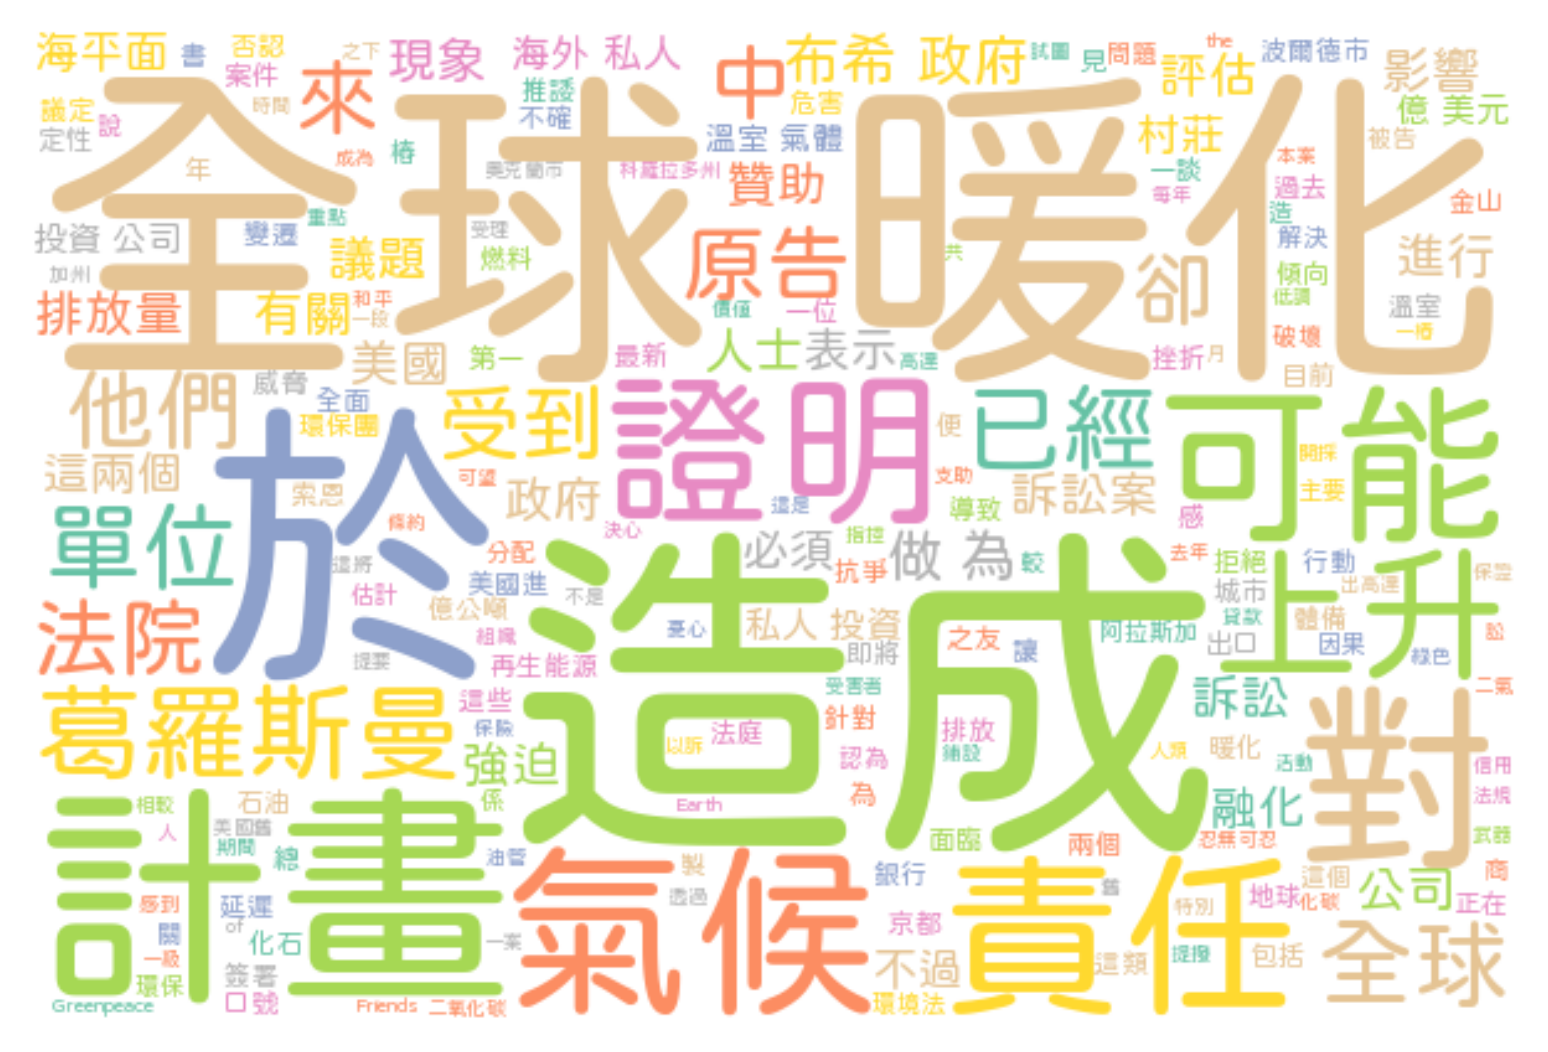 海平面 書 否認 之下 現象 海外 私人 中 布希 政府 試圖 見 問題 the 波爾德市 影響
案件 來 推諉 危害 評估 億 美元
議定 說 時間 不確 溫室 氣體 村莊 被告
定性 全球暖化
年 成為 樁 奧克蘭市 科羅拉多州 贊助 一談 每年 本案 過去 金山
投資 公司 變遷 重點 議題 受理 燃料 原告 共 造 解決 進行
加州 卻 傾向 低調 溫室
排放量 有關 和平 一段 價值 一位 破壞 一樁
美國 第一 最新 人士 表示 高達 挫折 月 目前
他們 威脅 全面 受到 證明 便 已經 可能
環保團 開採
這兩個 索恩 可望 政府 這是 支助 導致 訴訟案 主要
單位 於 條約 決心 指控 感
這將 分配 必須 做 為 較 去年 拒絕 行動 上升 保證
估計 美國進 不是 抗爭 城市 出高達
法院 億公噸 造成 貸款 體備
組織 憂心 私人 投資 之友 讓 阿拉斯加 出口 因果 訟
提要 再生能源 即將 綠色
葛羅斯曼 這些 受害者 訴訟 對 二氧
保險 法庭 針對 排放
強迫 以訴 認為 鋪設 人類 暖化 活動 信用
計畫 相較 石油 係 Earth 為 融化 法規
人 美國舊 面臨 兩個 忍無可忍 武器
期間 總 油管 氣候 製 銀行 責任 舊 這個 公司 商
感到 延遲 透過 京都 特別 地球 化碳 正在
關 of 化石 一案
一級 簽署 不過 這類 提撥 包括 全球
環保 口號
Greenpeace Friends 二氧化碳 環境法